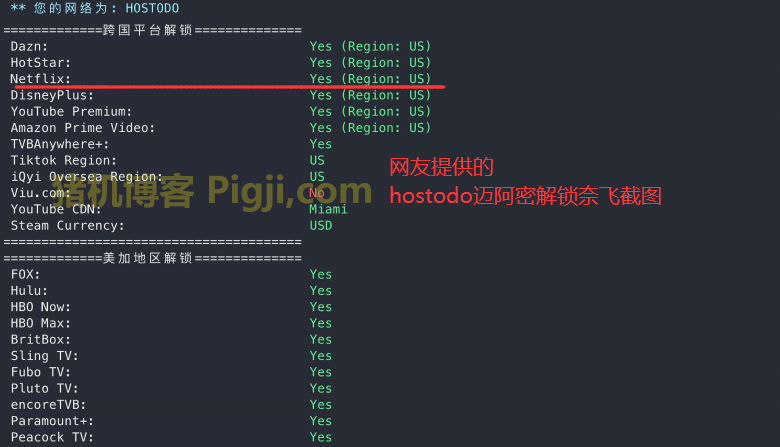 ** 您的网络为: HOSTODO
=============跨国平台解锁==============
Dazn: Yes (Region: US)
HotStar: Yes (Region: US)
Netflix: Yes (Region: US)
DisneyPlus: Yes (Region: US)
YouTube Premium: Yes (Region: US)
Amazon Prime Video: Yes (Region: US)
TVBAnywhere+: Yes
Tiktok Region: US
iQyi Oversea Region: US
Viu.com: No
YouTube CDN: Miami
Steam Currency: USD
网友提供的
hostodo迈阿密解锁奈飞截图
猪机博客 Pigji.com
=======================================
=============美加地区解锁==============
FOX: Yes
Hulu: Yes
HBO Now: Yes
HBO Max: Yes
BritBox: Yes
Sling TV: Yes
Fubo TV: Yes
Pluto TV: Yes
encoreTVB: Yes
Paramount+: Yes
Peacock TV: Yes